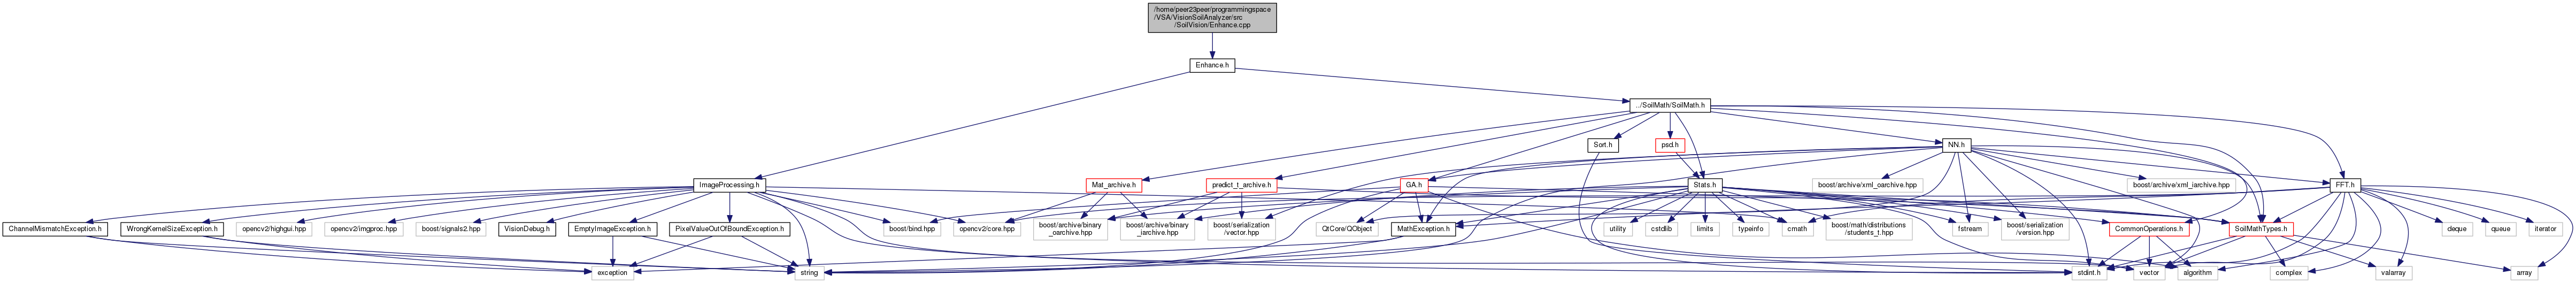 /home/peer23peer/programmingspace
/VSA/VisionSoilAnalyzer/src
/SoilVision/Enhance.cpp
Enhance.h
../SoilMath/SoilMath.h
Sort.h
psd.h
NN.h
ImageProcessing.h
Mat_archive.h
predict_t_archive.h
GA.h
Stats.h
boost/archive/xml_oarchive.hpp
boost/archive/xml_iarchive.hpp
FFT.h
ChannelMismatchException.h
WrongKernelSizeException.h
opencv2/highgui.hpp
opencv2/imgproc.hpp
boost/signals2.hpp
VisionDebug.h
EmptyImageException.h
PixelValueOutOfBoundException.h
boost/bind.hpp
opencv2/core.hpp
boost/archive/binary
_oarchive.hpp
boost/archive/binary
_iarchive.hpp
boost/serialization
/vector.hpp
QtCore/QObject
MathException.h
utility
cstdlib
limits
typeinfo
cmath
boost/math/distributions
/students_t.hpp
fstream
boost/serialization
/version.hpp
CommonOperations.h
SoilMathTypes.h
deque
queue
iterator
exception
string
stdint.h
vector
algorithm
complex
valarray
array